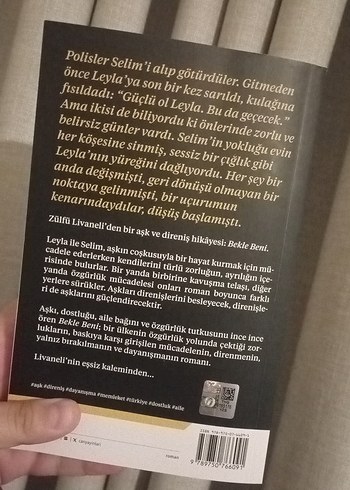 Polisler Selim'i alıp götürdüler. Gitmeden
önce Leyla'ya son bir kez sarıldı, kulağına
fısıldadı: "Güçlü ol Leyla. Bu da geçecek."
Ama ikisi de biliyordu ki önlerinde zorlu ve
belirsiz günler vardı. Selim'in yokluğu evin
her köşesine sinmiş, sessiz bir çığlık gibi
Leyla'nın yüreğini dağlıyordu. Her şey bir
anda değişmişti, geri dönüşü olmayan bir
noktaya gelinmişti, bir uçurumun
kenarındaydılar, düşüş başlamıştı.
Zülfü Livaneli'den bir aşk ve direniş hikâyesi: Bekle Beni.
Leyla ile Selim, aşkın coşkusuyla bir hayat kurmak için mü-
cadele ederlerken kendilerini türlü zorluğun, ayrılığın içe-
risinde bulurlar. Bir yanda birbirine kavuşma telaşı, diğer
yanda özgürlük mücadelesi onları roman boyunca farklı
yerlere sürükler. Aşkları direnişlerini besleyecek, direnişle-
ri de aşklarını güçlendirecektir.
Aşkı, dostluğu, aile bağını ve özgürlük tutkusunu ince ince
ören Bekle Beni; bir ülkenin özgürlük yolunda çektiği zor-
lukların, baskıya karşı girişilen mücadelenin, direnmenin,
yalnız bırakılmanın ve dayanışmanın romanı.
Livaneli'nin eşsiz kaleminden...
#aşk #direniş #dayanışma #memleket #türkiye #dostluk #aile
roman
9789750766091